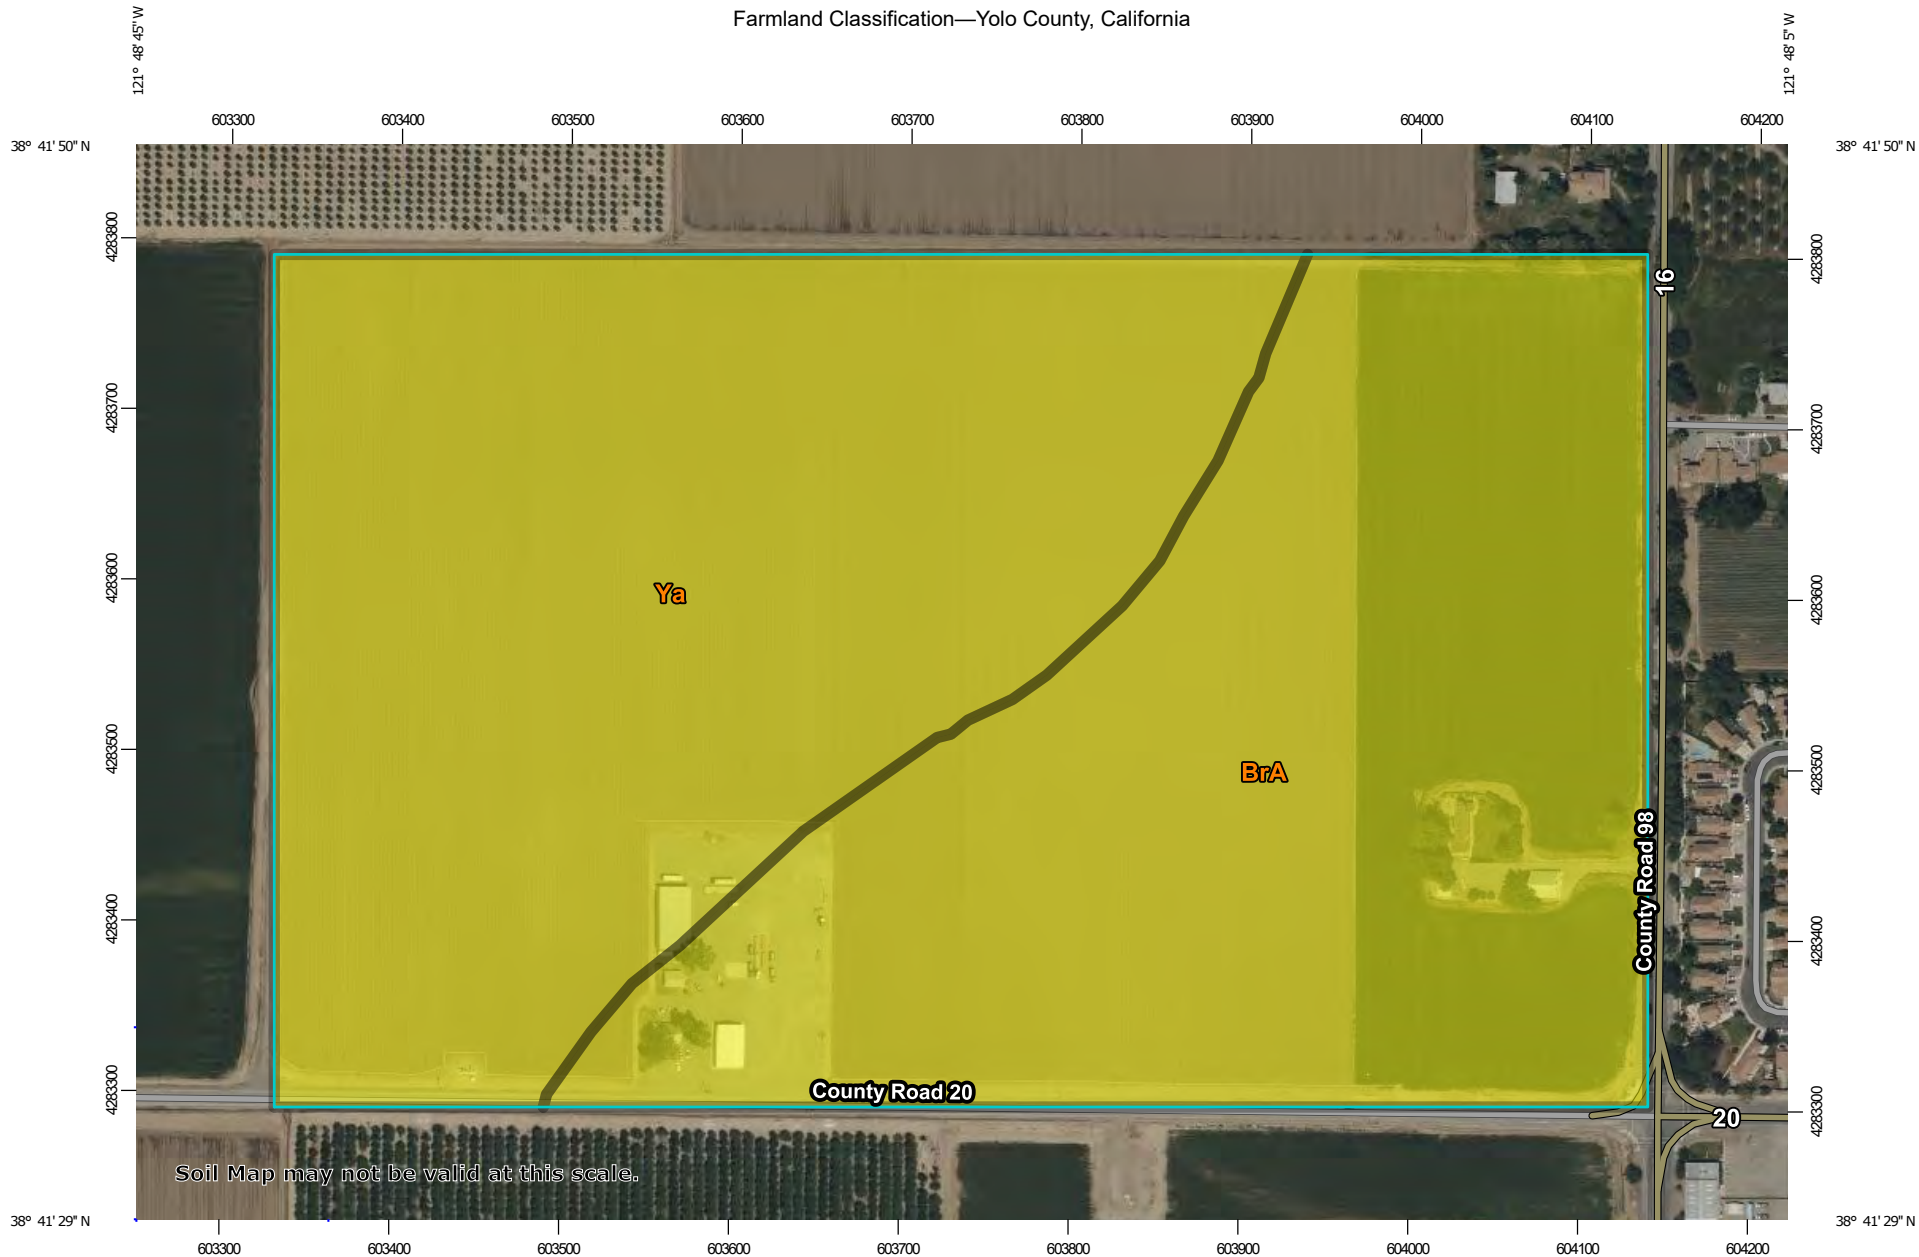 Farmland Classification—Yolo County, California
121° 48' 45" W
121° 48' 5" W
603300 603400 603500 603600 603700 603800 603900 604000 604100 604200
38° 41' 50" N
38° 41' 50" N
4283800
4283800
16
4283700
4283700
4283600
4283600
Ya
4283500
4283500
BrA
County Road 98
4283400
4283400
4283300
4283300
County Road 20
20
Soil Map may not be valid at this scale.
38° 41' 29" N
38° 41' 29" N
603300 603400 603500 603600 603700 603800 603900 604000 604100 604200